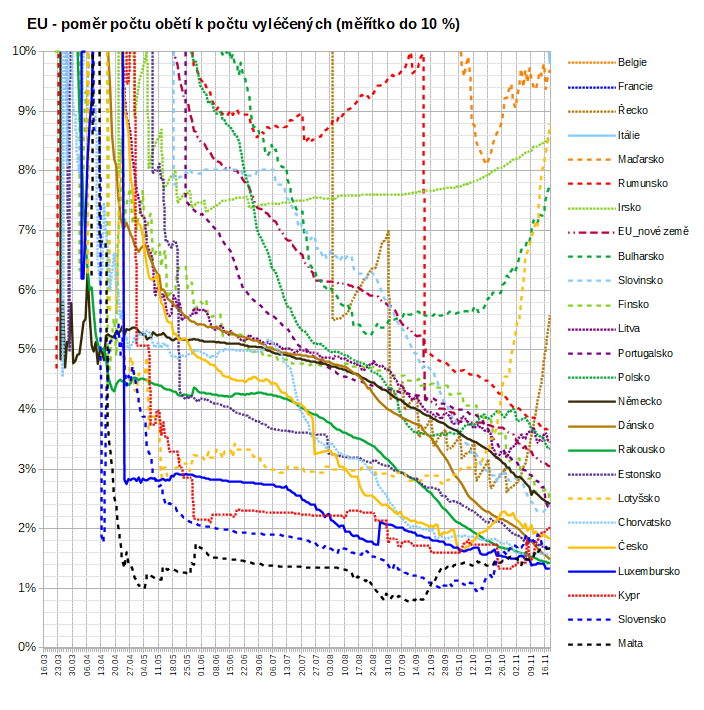 EU - poměr počtu obětí k počtu vyléčených (měřítko do 10 %)
10%
9%
8%
7%
6%
5%
4%
3%
2%
1%
0%
16.03
23.03
30.03
06.04
13.04
20.04
27.04
04.05
11.05
18.05
25.05
01.06
08.06
15.06
22.06
29.06
06.07
13.07
20.07
27.07
03.08
10.08
17.08
24.08
31.08
07.09
14.09
21.09
28.09
05.10
12.10
19.10
26.10
02.11
09.11
16.11
Belgie
Francie
Řecko
Itálie
Maďarsko
Rumunsko
Irsko
EU_nové země
Bulharsko
Slovinsko
Finsko
Litva
Portugalsko
Polsko
Německo
Dánsko
Rakousko
Estonsko
Lotyšsko
Chorvatsko
Česko
Luxembursko
Kypr
Slovensko
Malta